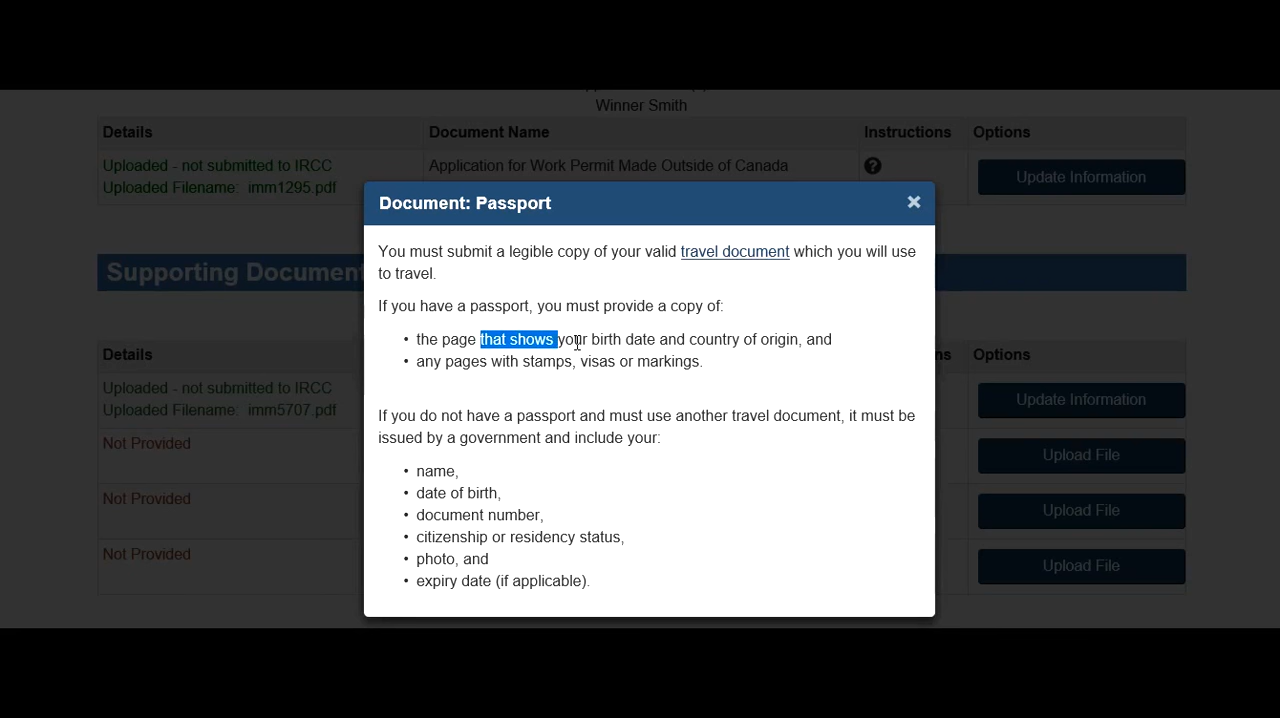 Winner Smith
Details Document Name Instructions Options
Uploaded - not submitted to IRCC Application for Work Permit Made Outside of Canada ? Update Information
Uploaded Filename: imm1295.pdf
Document: Passport ×
You must submit a legible copy of your valid travel document which you will use
to travel.
Supporting Document
If you have a passport, you must provide a copy of:
• the page that shows your birth date and country of origin, and
• any pages with stamps, visas or markings.
Details Options
Uploaded - not submitted to IRCC Update Information
Uploaded Filename: imm5707.pdf
If you do not have a passport and must use another travel document, it must be
issued by a government and include your:
Not Provided Upload File
• name,
• date of birth,
Not Provided Upload File
• document number,
• citizenship or residency status,
Not Provided Upload File
• photo, and
• expiry date (if applicable).